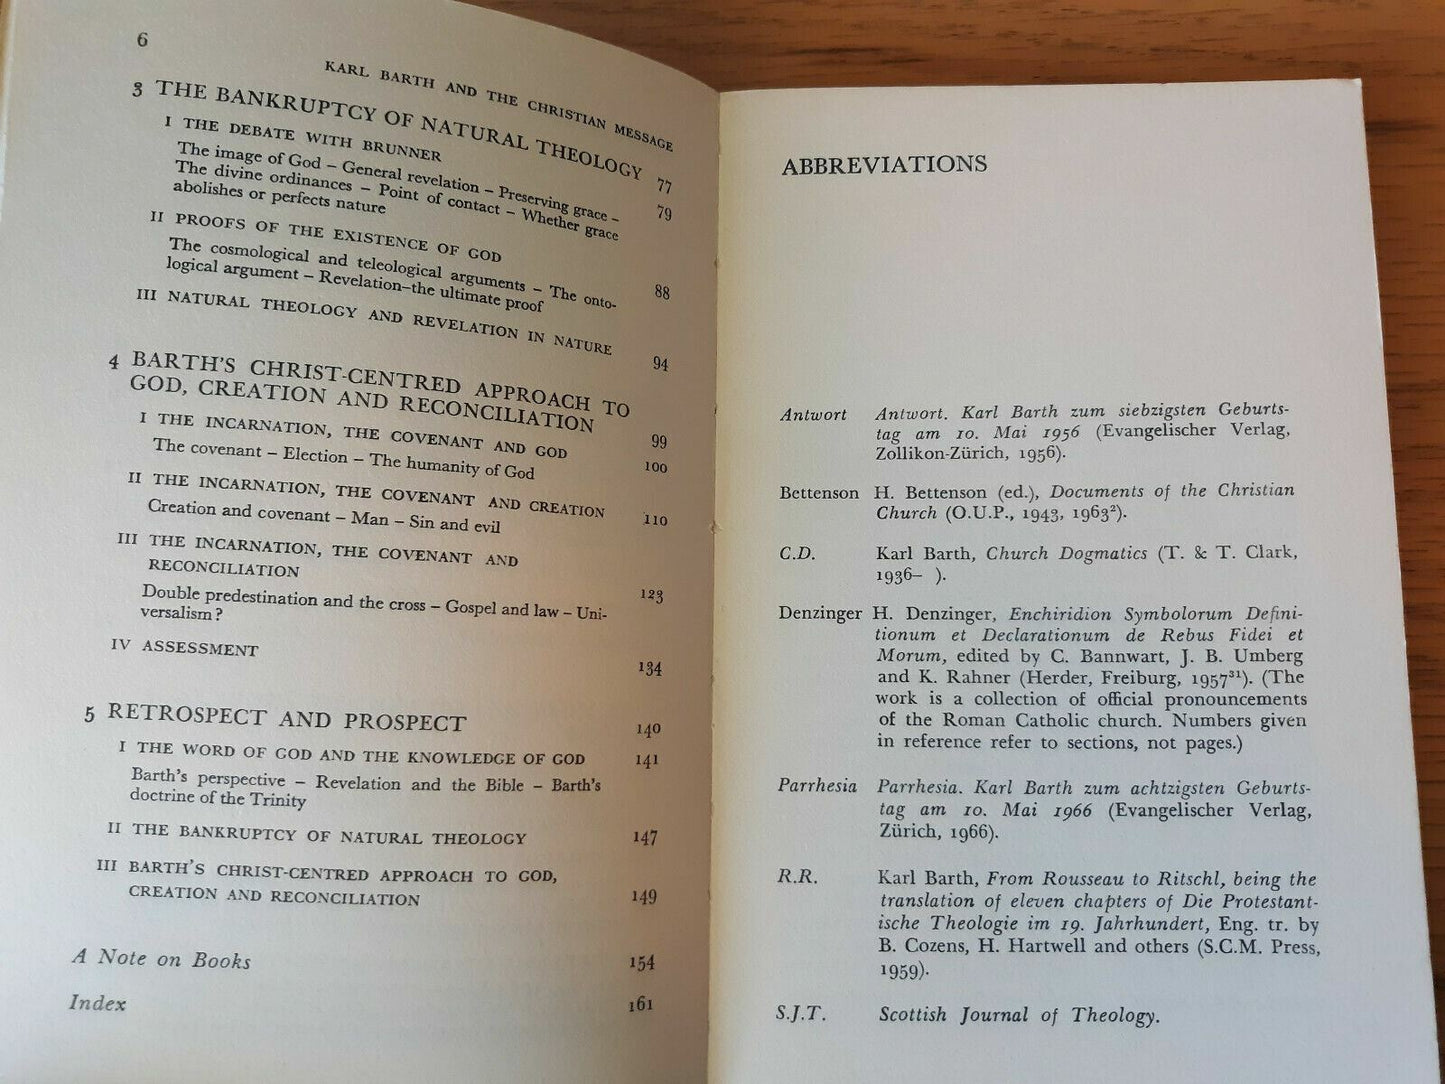 6
KARL BARTH AND THE CHRISTIAN MESSAGE
3 THE BANKRUPTCY OF NATURAL THEOLOGY 77
I THE DEBATE WITH BRUNNER 79
The image of God – General revelation – Preserving grace –
The divine ordinances – Point of contact – Whether grace
abolishes or perfects nature
II PROOFS OF THE EXISTENCE OF GOD 88
The cosmological and teleological arguments – The onto-
logical argument – Revelation–the ultimate proof
III NATURAL THEOLOGY AND REVELATION IN NATURE 94
4 BARTH'S CHRIST-CENTRED APPROACH TO
GOD, CREATION AND RECONCILIATION 99
I THE INCARNATION, THE COVENANT AND GOD 100
The covenant – Election – The humanity of God
II THE INCARNATION, THE COVENANT AND CREATION 110
Creation and covenant – Man – Sin and evil
III THE INCARNATION, THE COVENANT AND
RECONCILIATION 123
Double predestination and the cross – Gospel and law – Uni-
versalism?
IV ASSESSMENT 134
5 RETROSPECT AND PROSPECT 140
I THE WORD OF GOD AND THE KNOWLEDGE OF GOD 141
Barth's perspective – Revelation and the Bible – Barth's
doctrine of the Trinity
II THE BANKRUPTCY OF NATURAL THEOLOGY 147
III BARTH'S CHRIST-CENTRED APPROACH TO GOD,
CREATION AND RECONCILIATION 149
A Note on Books 154
Index 161
ABBREVIATIONS
Antwort Antwort. Karl Barth zum siebzigsten Geburts-
tag am 10. Mai 1956 (Evangelischer Verlag,
Zollikon-Zürich, 1956).
Bettenson H. Bettenson (ed.), Documents of the Christian
Church (O.U.P., 1943, 1963²).
C.D. Karl Barth, Church Dogmatics (T. & T. Clark,
1936– ).
Denzinger H. Denzinger, Enchiridion Symbolorum Defini-
tionum et Declarationum de Rebus Fidei et
Morum, edited by C. Bannwart, J. B. Umberg
and K. Rahner (Herder, Freiburg, 1957³¹). (The
work is a collection of official pronouncements
of the Roman Catholic church. Numbers given
in reference refer to sections, not pages.)
Parrhesia Parrhesia. Karl Barth zum achtzigsten Geburts-
tag am 10. Mai 1966 (Evangelischer Verlag,
Zürich, 1966).
R.R. Karl Barth, From Rousseau to Ritschl, being the
translation of eleven chapters of Die Protestant-
ische Theologie im 19. Jahrhundert, Eng. tr. by
B. Cozens, H. Hartwell and others (S.C.M. Press,
1959).
S.J.T. Scottish Journal of Theology.